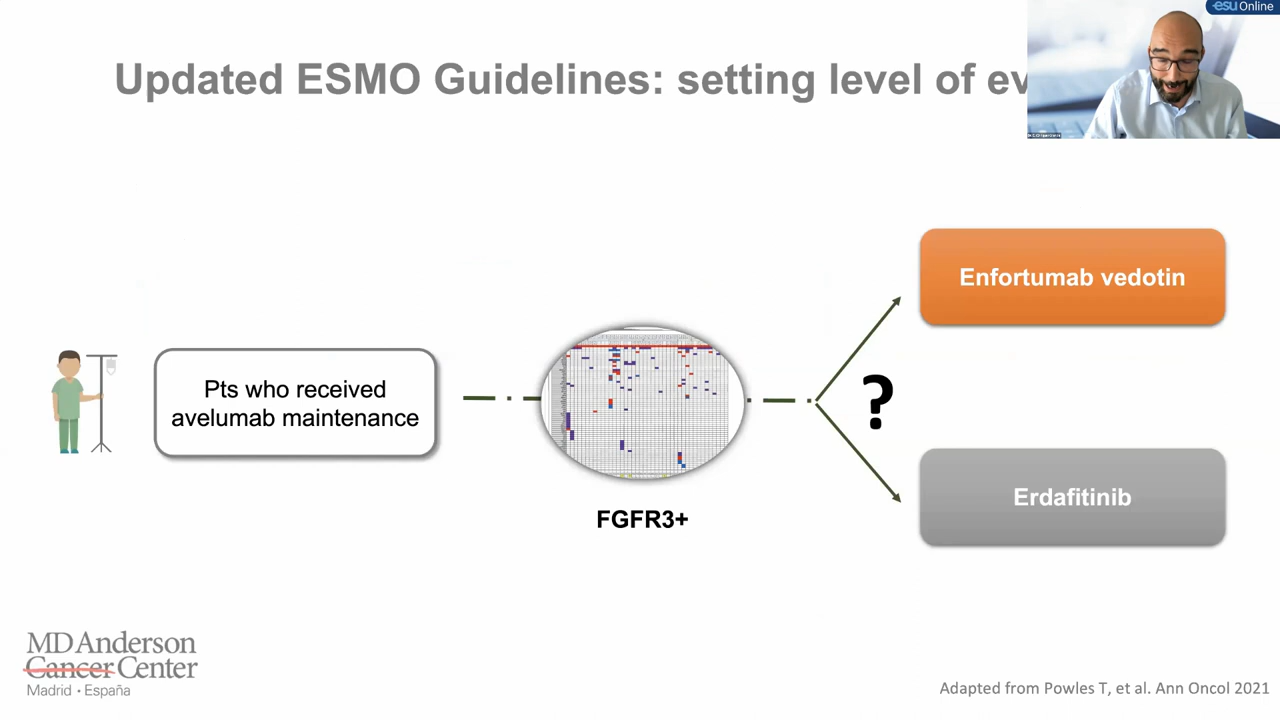 esu Online
Updated ESMO Guidelines: setting level of ev
Enfortumab vedotin
Pts who received
avelumab maintenance
?
Erdafitinib
FGFR3+
MD Anderson
Cancer Center
Madrid • España
Adapted from Powles T, et al. Ann Oncol 2021